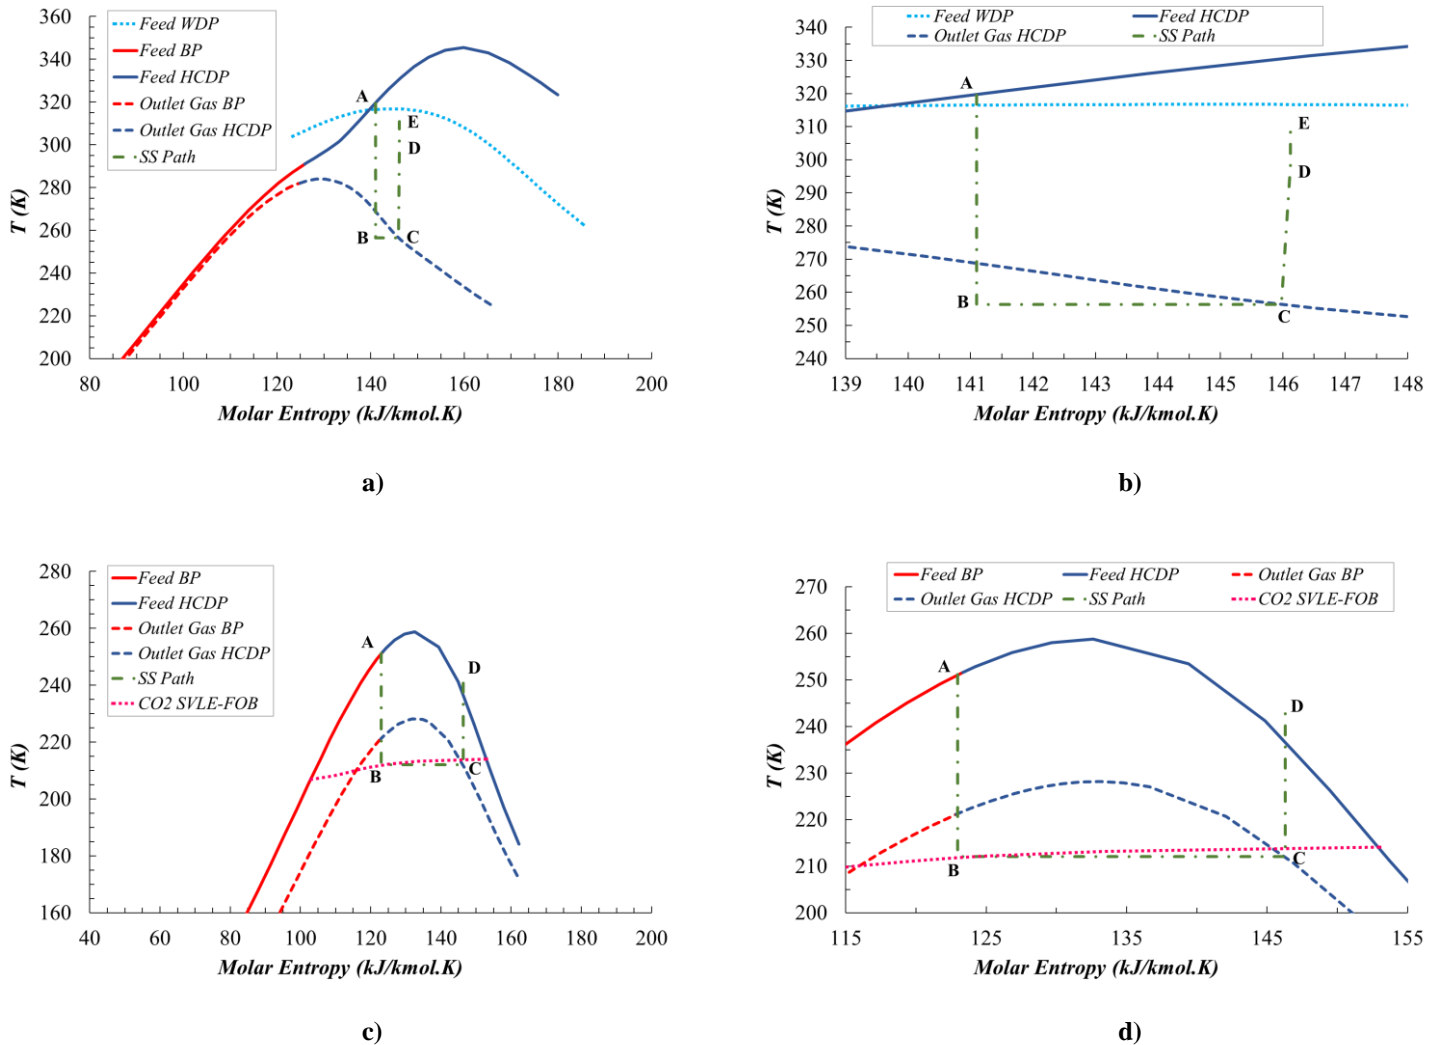 360
340
320
300
280
260
240
220
200
T (K)
Feed WDP
Feed BP
Feed HCDP
Outlet Gas BP
Outlet Gas HCDP
SS Path
A
E
D
B
C
80 100 120 140 160 180 200
Molar Entropy (kJ/kmol.K)
a)
Feed WDP Feed HCDP
Outlet Gas HCDP SS Path
340
330
320
310
300
290
280
270
260
250
240
T (K)
A
E
D
B
C
139 140 141 142 143 144 145 146 147 148
Molar Entropy (kJ/kmol.K)
b)
280
260
240
220
200
180
160
T (K)
Feed BP
Feed HCDP
Outlet Gas BP
Outlet Gas HCDP
SS Path
CO2 SVLE-FOB
A
D
B
C
40 60 80 100 120 140 160 180 200
Molar Entropy (kJ/kmol.K)
c)
Feed BP Feed HCDP Outlet Gas BP
Outlet Gas HCDP SS Path CO2 SVLE-FOB
270
260
250
240
230
220
210
200
T (K)
A
D
B
C
115 125 135 145 155
Molar Entropy (kJ/kmol.K)
d)